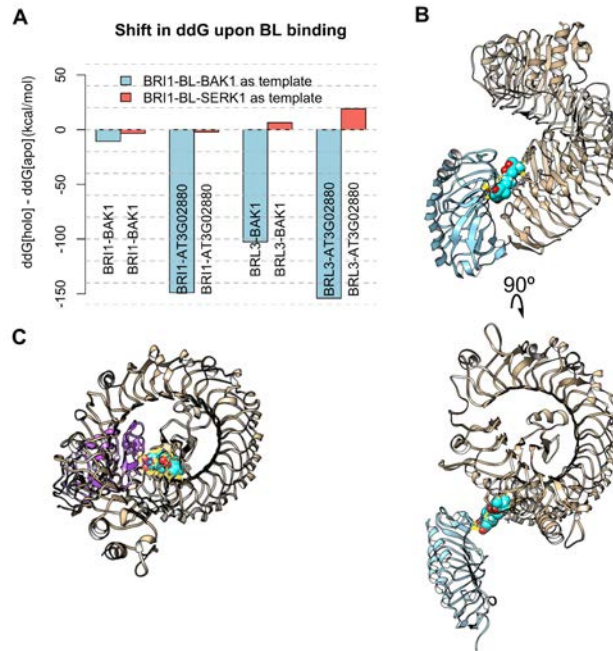 A
Shift in ddG upon BL binding
B
BRI1-BL-BAK1 as template
BRI1-BL-SERK1 as template
ddG[holo] - ddG[apo](kcal/mol)
50
0
-50
-100
-150
BRI1-BAK1
BRI1-BAK1
BRI1-AT3G02880
BRI1-AT3G02880
BRL3-BAK1
BRL3-BAK1
BRL3-AT3G02880
BRL3-AT3G02880
90º
C